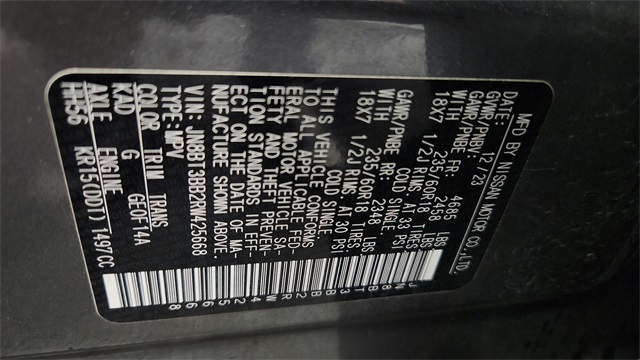 MFD BY NISSAN MOTOR CO.,LTD.
DATE: 12/23
GVWR/PNBV: 4685 LBS
GAWR/PNBE FR. 2459 LBS
WITH 235/60R18 TIRES
18X7 1/2J RIMS, AT 33 PSI
COLD SINGLE
GAWR/PNBE RR. 2348 LBS
WITH 235/60R18 TIRES
18X7 1/2J RIMS, AT 30 PSI
COLD SINGLE
THIS VEHICLE CONFORMS
TO ALL APPLICABLE FED-
ERAL MOTOR VEHICLE SA-
FETY AND THEFT PREVEN-
TION STANDARDS IN EFF-
ECT ON THE DATE OF MA-
NUFACTURE SHOWN ABOVE.
VIN: JN8BT3BB2RW425668
TYPE:MPV
COLOR TRIM TRANS
KAD G GE0F14A
AXLE ENGINE
H:56 KR15(DDT) 1497CC
JN8BT3BB2RW425668